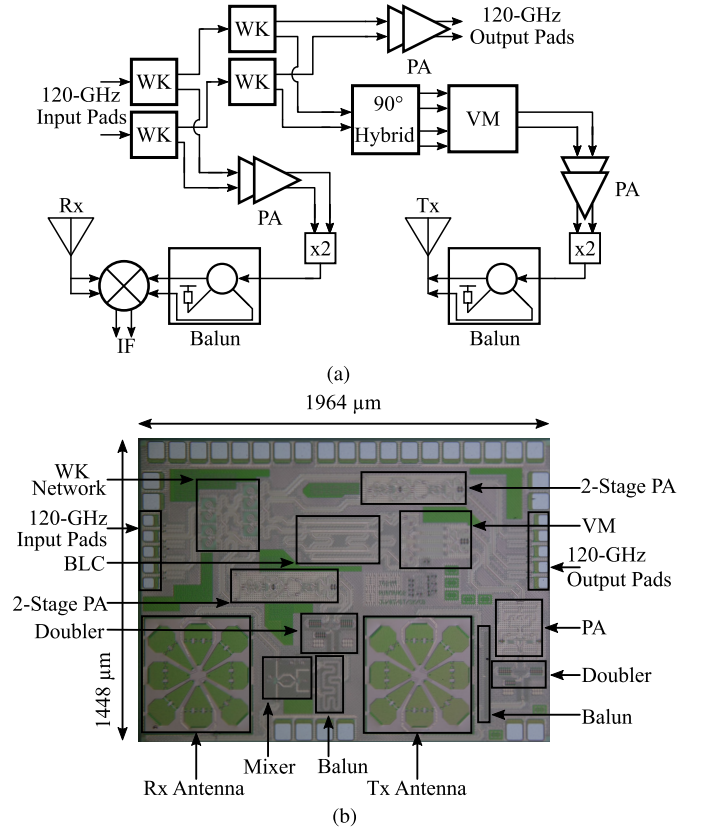 WK
120-GHz
Output Pads
PA
WK
WK
120-GHz
Input Pads
WK
90°
Hybrid
VM
PA
PA
Rx
Tx
x2
x2
Balun
Balun
IF
(a)
1964 µm
1448 µm
WK
Network
120-GHz
Input Pads
BLC
2-Stage PA
Doubler
2-Stage PA
VM
120-GHz
Output Pads
PA
Doubler
Balun
Mixer
Balun
Rx Antenna
Tx Antenna
(b)